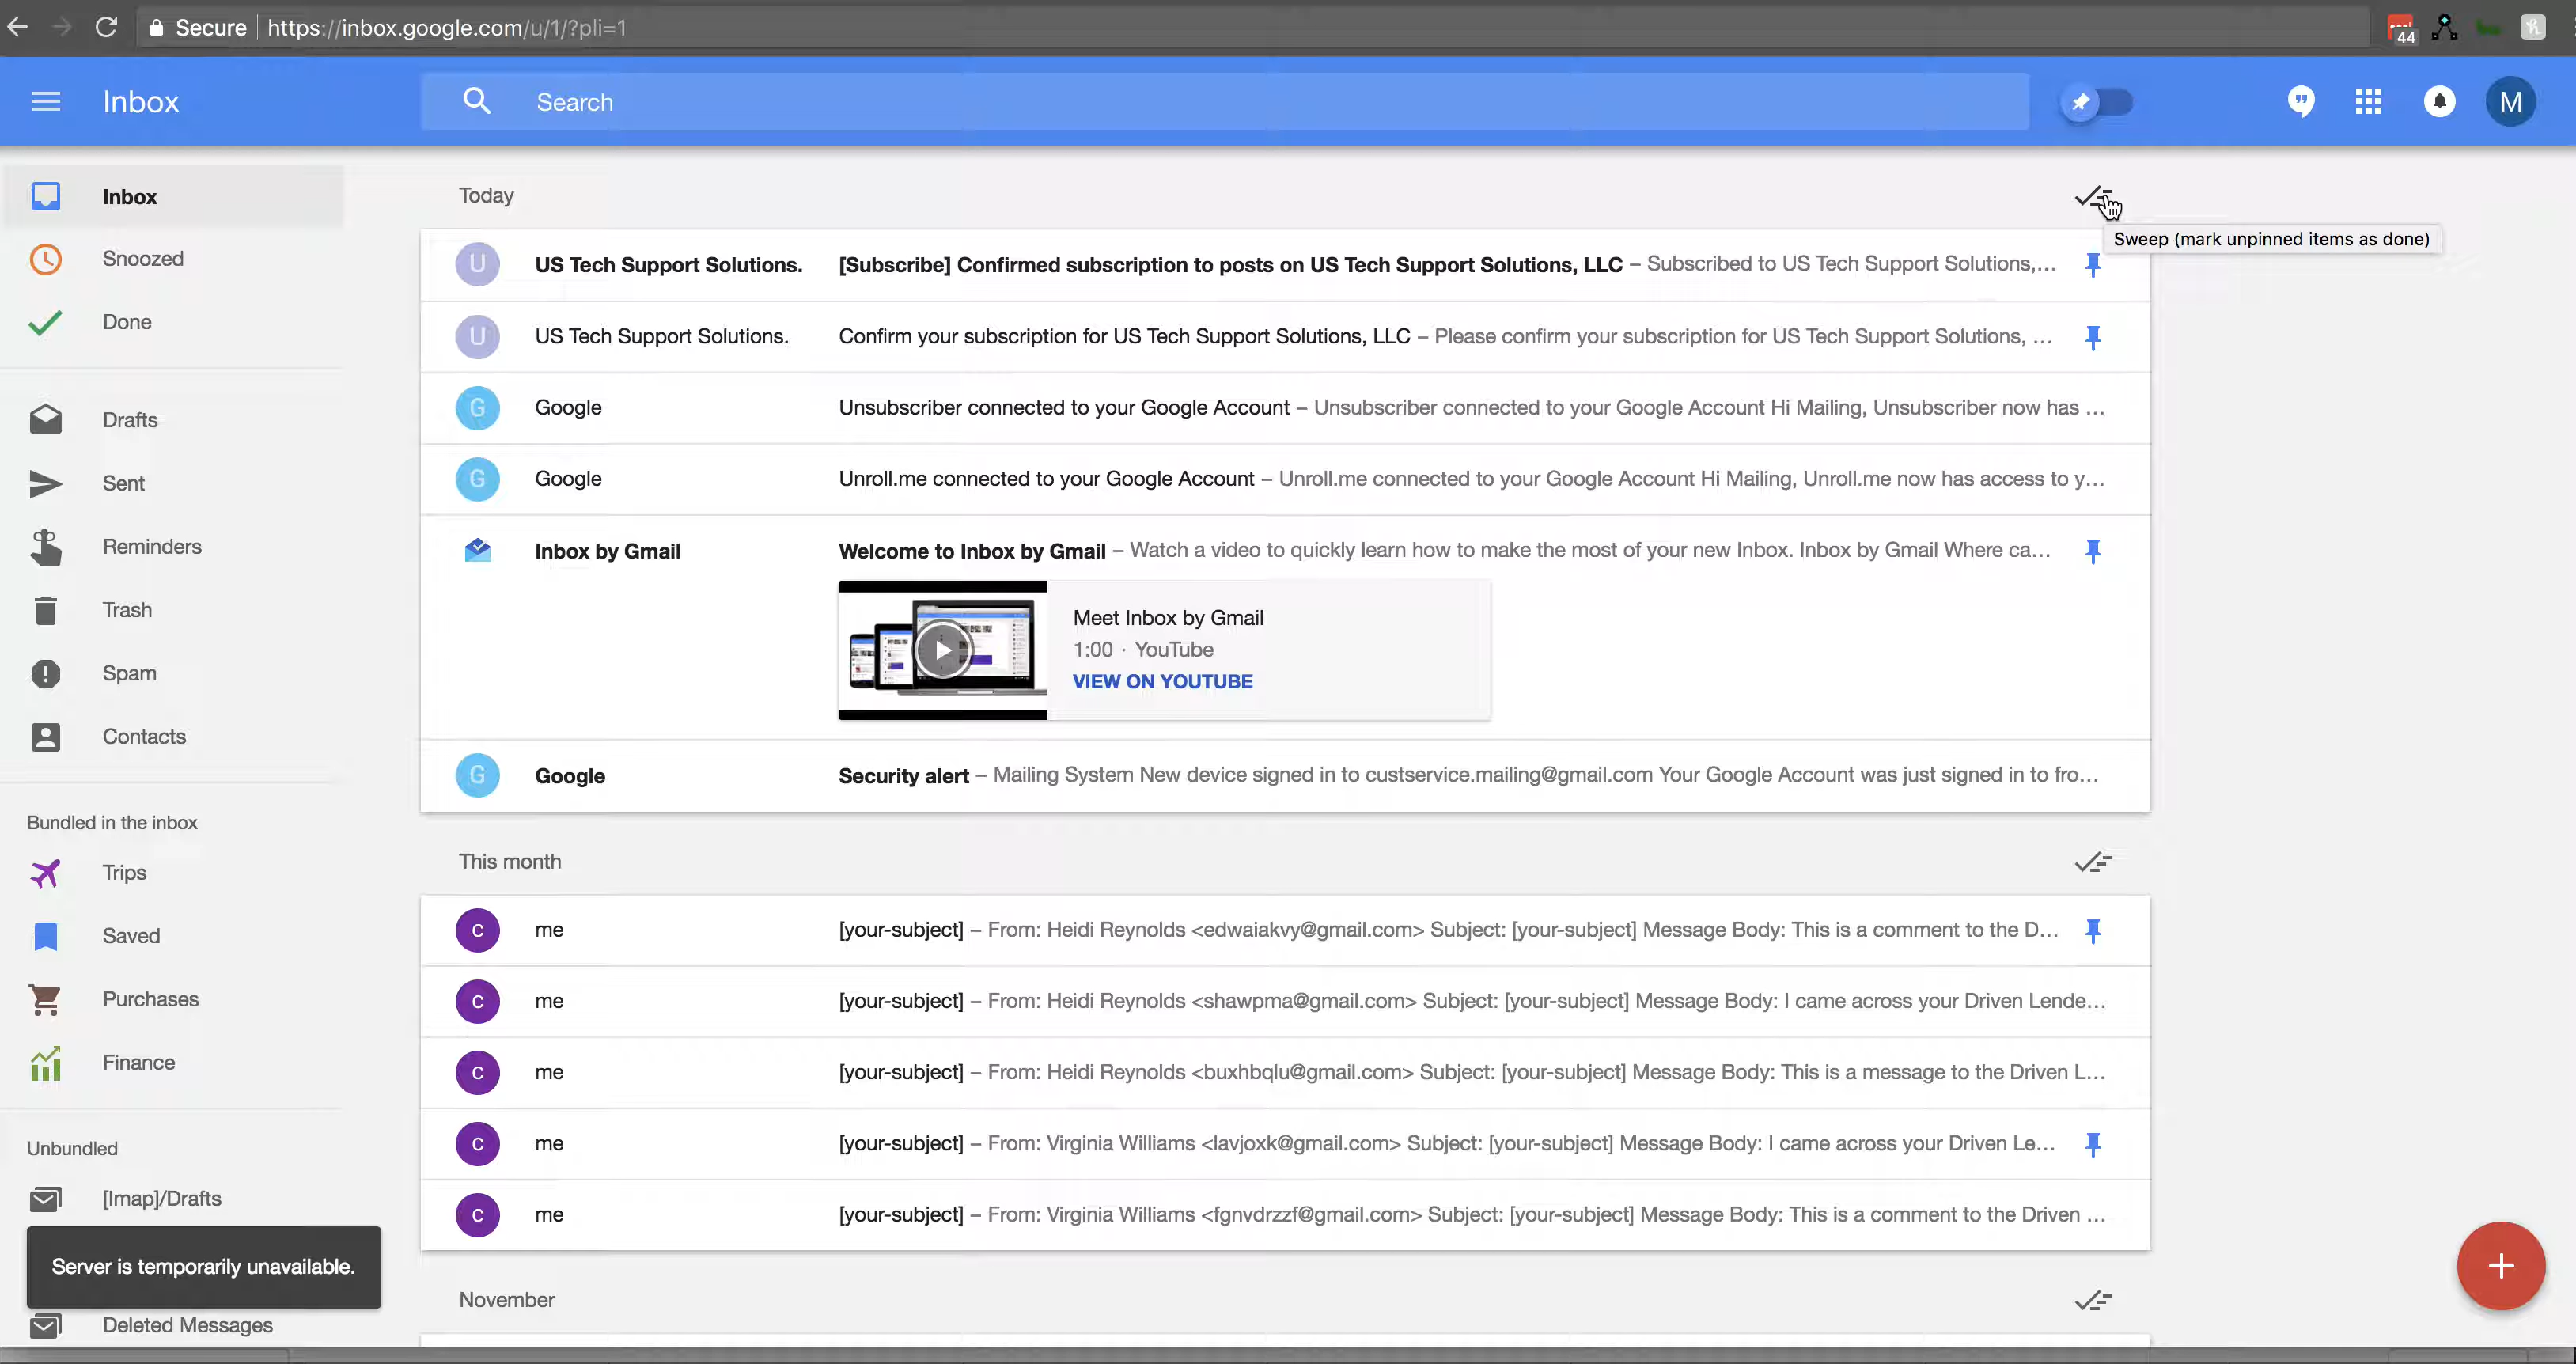 Secure https://inbox.google.com/u/1/?pli=1
44
Inbox
Search
M
Inbox
Snoozed
Done
Drafts
Sent
Reminders
Trash
Spam
Contacts
Bundled in the inbox
Trips
Saved
Purchases
Finance
Unbundled
[Imap]/Drafts
Server is temporarily unavailable.
Deleted Messages
Today
Sweep (mark unpinned items as done)
U US Tech Support Solutions. [Subscribe] Confirmed subscription to posts on US Tech Support Solutions, LLC – Subscribed to US Tech Support Solutions,...
U US Tech Support Solutions. Confirm your subscription for US Tech Support Solutions, LLC – Please confirm your subscription for US Tech Support Solutions, ...
G Google Unsubscriber connected to your Google Account – Unsubscriber connected to your Google Account Hi Mailing, Unsubscriber now has ...
G Google Unroll.me connected to your Google Account – Unroll.me connected to your Google Account Hi Mailing, Unroll.me now has access to y...
Inbox by Gmail Welcome to Inbox by Gmail – Watch a video to quickly learn how to make the most of your new Inbox. Inbox by Gmail Where ca...
Meet Inbox by Gmail
1:00 · YouTube
VIEW ON YOUTUBE
G Google Security alert – Mailing System New device signed in to custservice.mailing@gmail.com Your Google Account was just signed in to fro...
This month
C me [your-subject] – From: Heidi Reynolds <edwaiakvy@gmail.com> Subject: [your-subject] Message Body: This is a comment to the D...
C me [your-subject] – From: Heidi Reynolds <shawpma@gmail.com> Subject: [your-subject] Message Body: I came across your Driven Lende...
C me [your-subject] – From: Heidi Reynolds <buxhbqlu@gmail.com> Subject: [your-subject] Message Body: This is a message to the Driven L...
C me [your-subject] – From: Virginia Williams <lavjoxk@gmail.com> Subject: [your-subject] Message Body: I came across your Driven Le...
C me [your-subject] – From: Virginia Williams <fgnvdrzzf@gmail.com> Subject: [your-subject] Message Body: This is a comment to the Driven ...
November